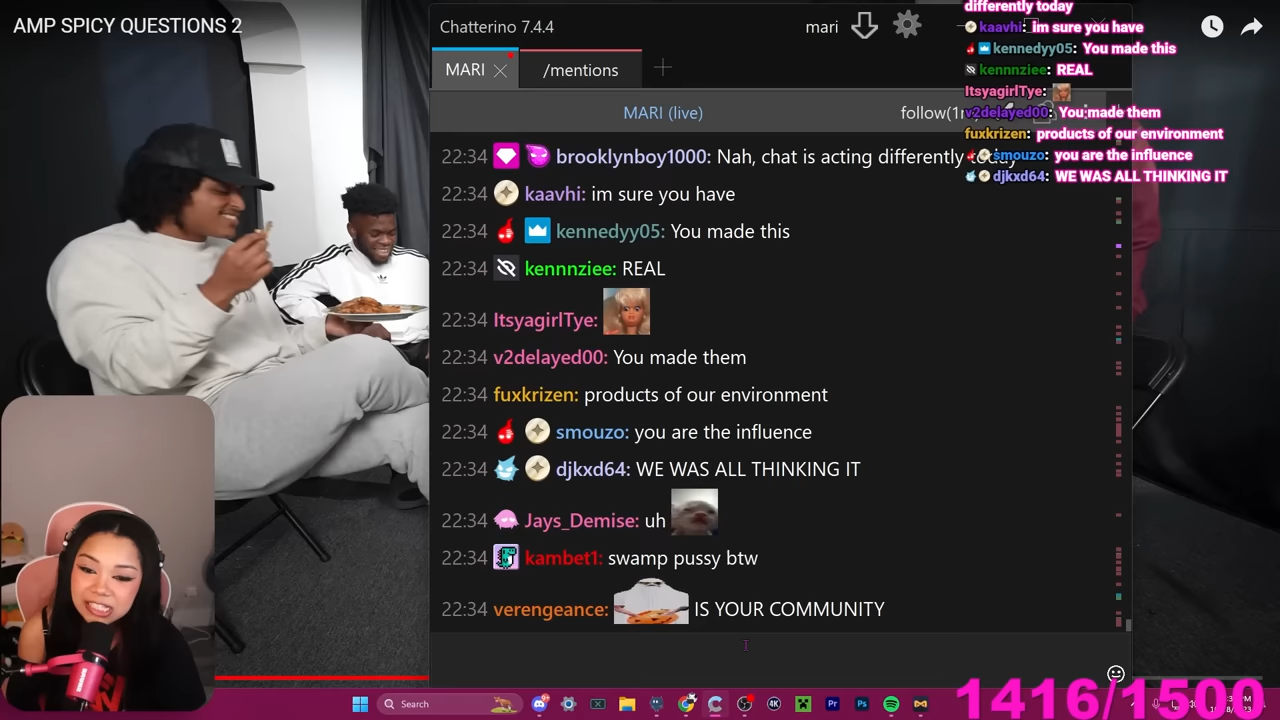 AMP SPICY QUESTIONS 2
Chatterino 7.4.4
mari
MARI
/mentions
MARI (live)
22:34 brooklynboy1000: Nah, chat is acting differently today
22:34 kaavhi: im sure you have
22:34 kennedyy05: You made this
22:34 kennnziee: REAL
22:34 ItsyagirlTye:
22:34 v2delayed00: You made them
22:34 fuxkrizen: products of our environment
22:34 smouzo: you are the influence
22:34 djkxd64: WE WAS ALL THINKING IT
22:34 Jays_Demise: uh
22:34 kambet1: swamp pussy btw
22:34 verengeance: IS YOUR COMMUNITY
differently today
kaavhi: im sure you have
kennedyy05: You made this
kennnziee: REAL
ItsyagirlTye:
v2delayed00: You made them
fuxkrizen: products of our environment
smouzo: you are the influence
djkxd64: WE WAS ALL THINKING IT
Search
4K
Pr
Ps
1416/1500